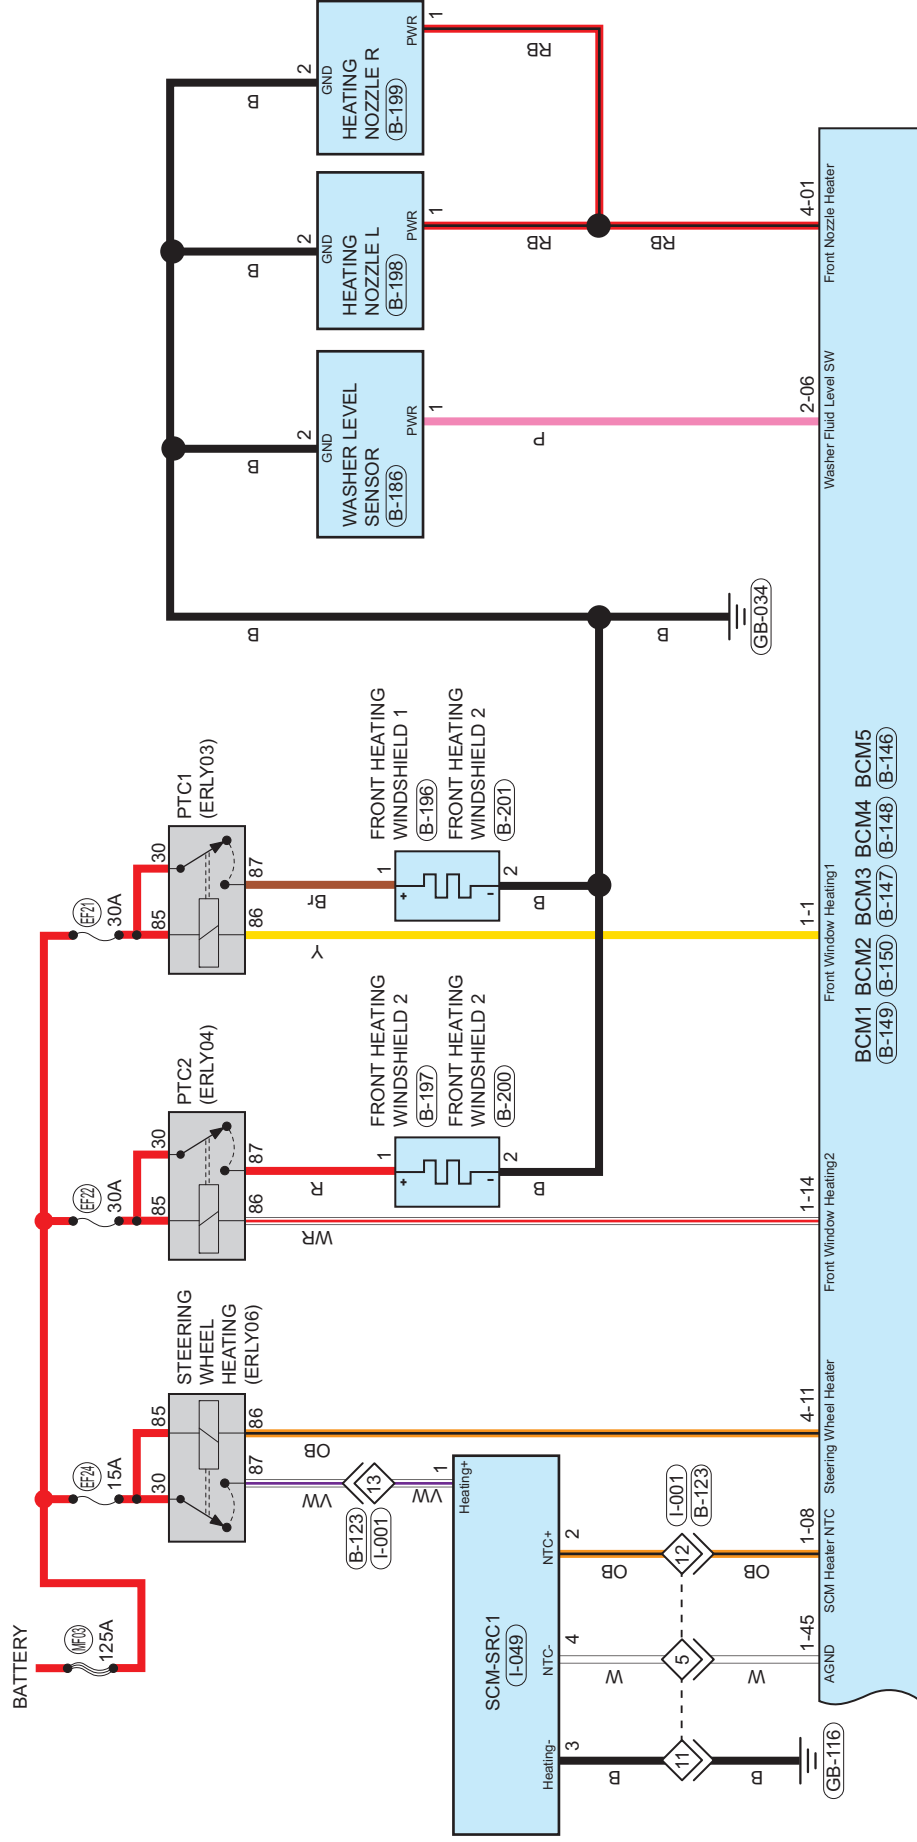 BATTERY
MF03
125A
EF24
15A
EF22
30A
EF21
30A
STEERING
WHEEL
HEATING
(ERLY06)
30
85
87
86
PTC2
(ERLY04)
85
30
86
87
PTC1
(ERLY03)
85
30
86
87
VW
B-123
I-001
13
VW
OB
WR
R
Y
Br
FRONT HEATING
WINDSHIELD 2
B-197
FRONT HEATING
WINDSHIELD 2
B-200
1
+
-
2
B
FRONT HEATING
WINDSHIELD 1
B-196
FRONT HEATING
WINDSHIELD 2
B-201
1
+
-
2
B
B
B
GB-034
B
2
GND
WASHER LEVEL
SENSOR
B-186
PWR
1
P
B
2
GND
HEATING
NOZZLE L
B-198
PWR
1
RB
RB
B
2
GND
HEATING
NOZZLE R
B-199
PWR
1
RB
SCM-SRC1
I-049
1
Heating+
Heating-
NTC-
NTC+
3
4
2
B
W
OB
11
5
12
I-001
B-123
B
W
OB
GB-116
1-45
1-08
4-11
1-14
1-1
2-06
4-01
AGND
SCM Heater NTC
Steering Wheel Heater
Front Window Heating2
Front Window Heating1
Washer Fluid Level SW
Front Nozzle Heater
BCM1 BCM2 BCM3 BCM4 BCM5
B-149 B-150 B-147 B-148 B-146